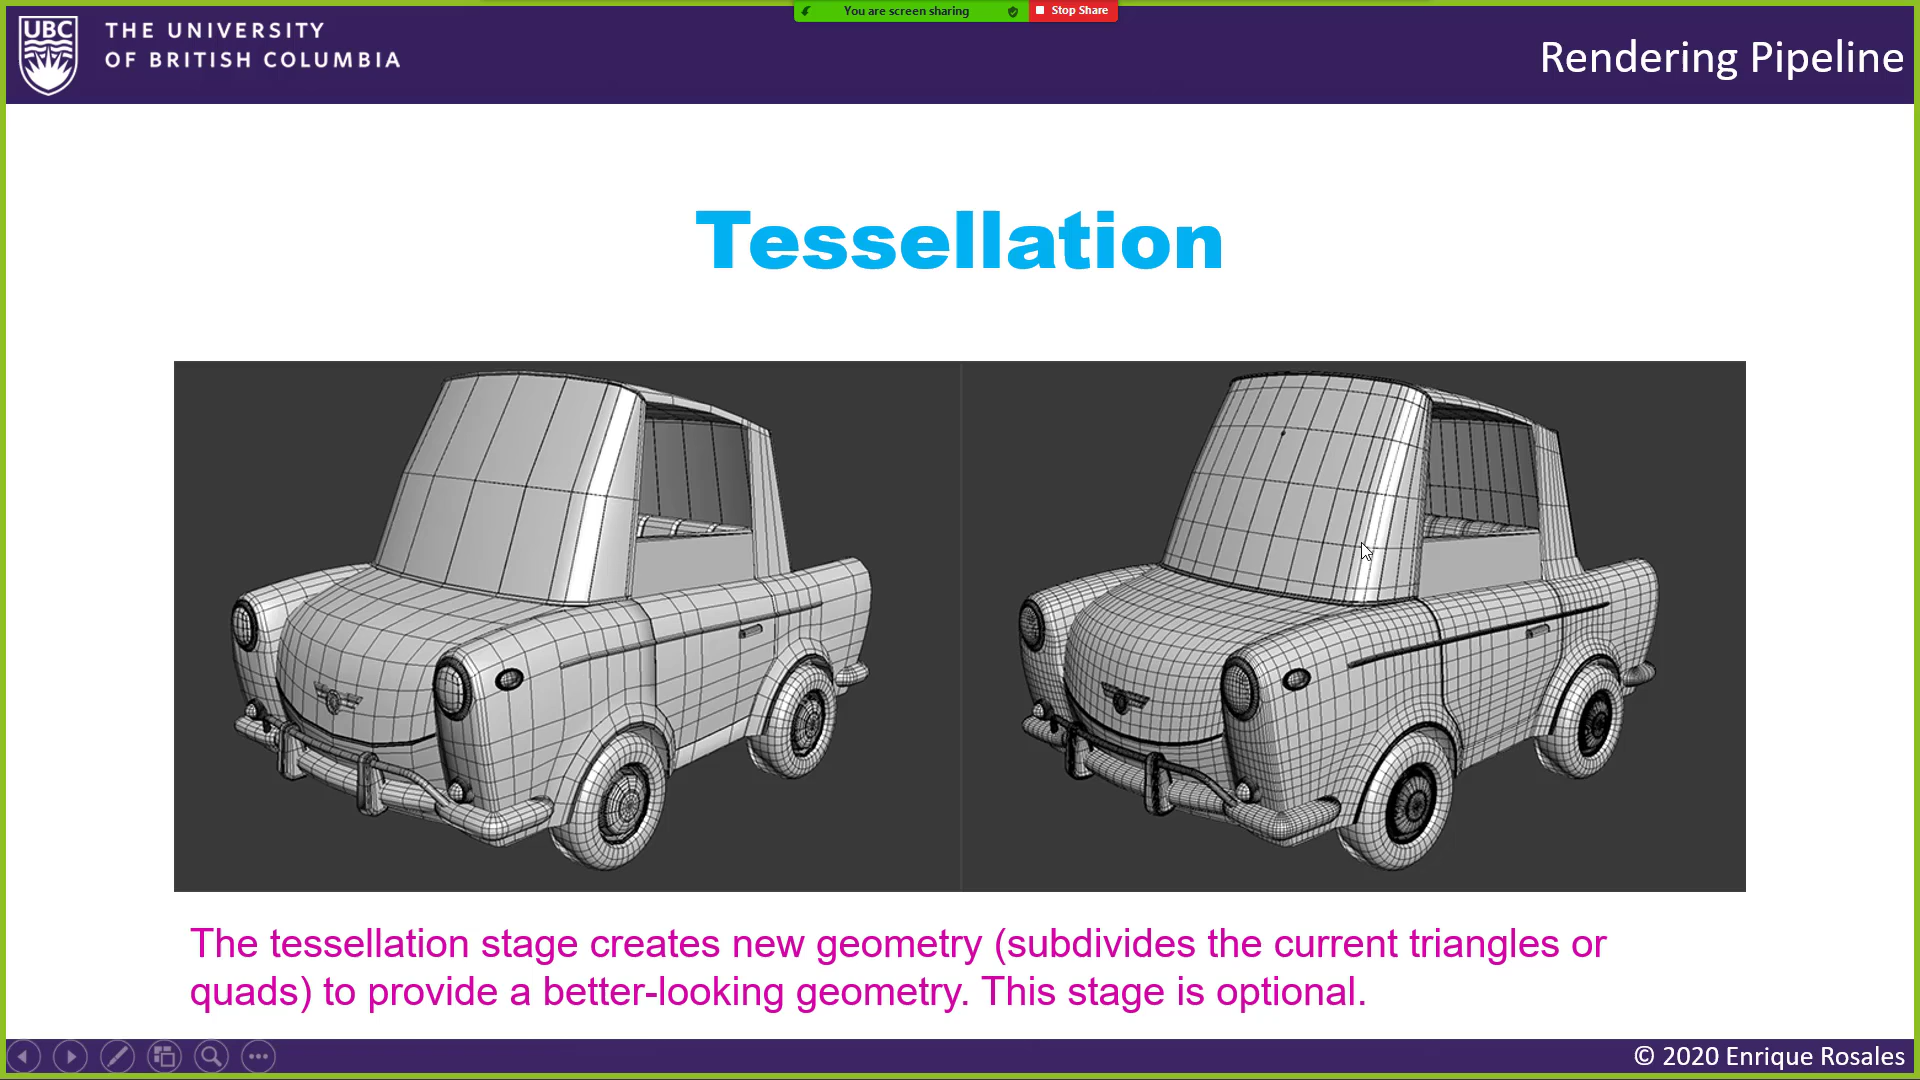 You are screen sharing
Stop Share
UBC
THE UNIVERSITY
OF BRITISH COLUMBIA
Rendering Pipeline
Tessellation
The tessellation stage creates new geometry (subdivides the current triangles or
quads) to provide a better-looking geometry. This stage is optional.
© 2020 Enrique Rosales